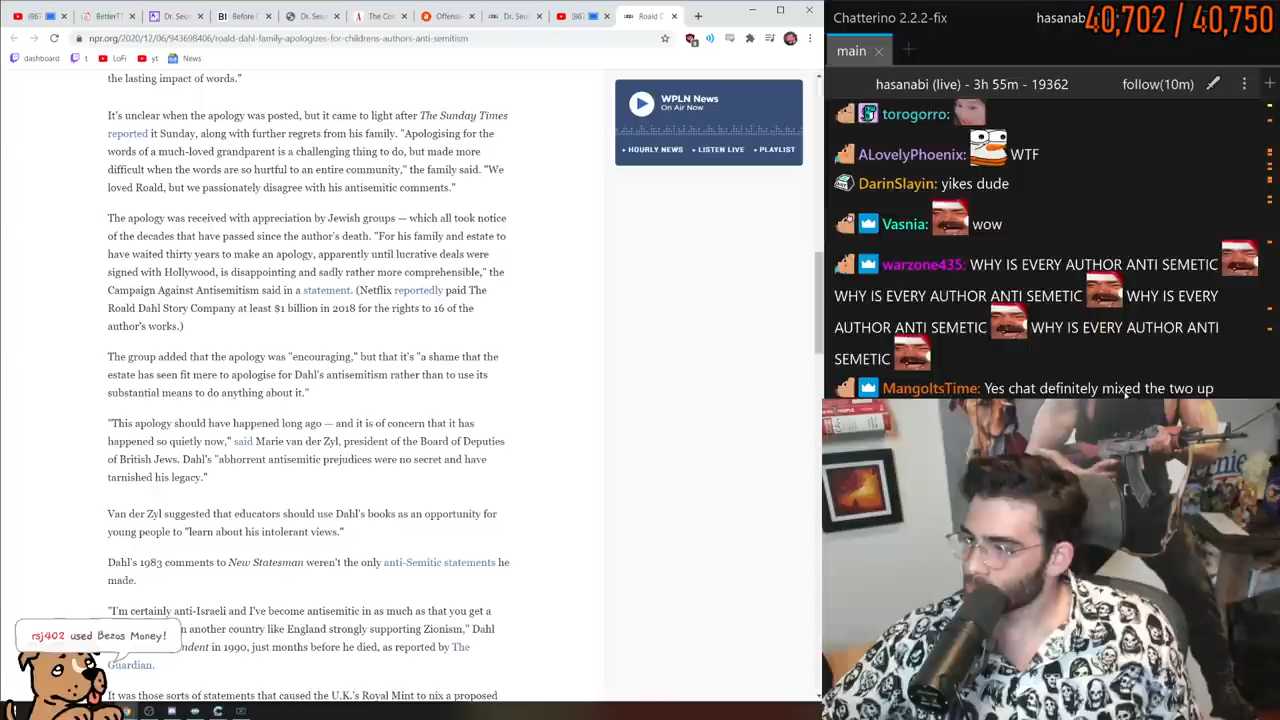 (867
BetterTT
Dr. Seus
Before O
Dr. Seus
The Con
Offensiv
Dr. Seus
(867
Roald D
npr.org/2020/12/06/943698406/roald-dahl-family-apologizes-for-childrens-authors-anti-semitism
dashboard
t
LoFi
yt
News
the lasting impact of words."
It's unclear when the apology was posted, but it came to light after The Sunday Times
reported it Sunday, along with further regrets from his family. "Apologising for the
words of a much-loved grandparent is a challenging thing to do, but made more
difficult when the words are so hurtful to an entire community," the family said. "We
loved Roald, but we passionately disagree with his antisemitic comments."
The apology was received with appreciation by Jewish groups — which all took notice
of the decades that have passed since the author's death. "For his family and estate to
have waited thirty years to make an apology, apparently until lucrative deals were
signed with Hollywood, is disappointing and sadly rather more comprehensible," the
Campaign Against Antisemitism said in a statement. (Netflix reportedly paid The
Roald Dahl Story Company at least $1 billion in 2018 for the rights to 16 of the
author's works.)
The group added that the apology was "encouraging," but that it's "a shame that the
estate has seen fit mere to apologise for Dahl's antisemitism rather than to use its
substantial means to do anything about it."
"This apology should have happened long ago — and it is of concern that it has
happened so quietly now," said Marie van der Zyl, president of the Board of Deputies
of British Jews. Dahl's "abhorrent antisemitic prejudices were no secret and have
tarnished his legacy."
Van der Zyl suggested that educators should use Dahl's books as an opportunity for
young people to "learn about his intolerant views."
Dahl's 1983 comments to New Statesman weren't the only anti-Semitic statements he
made.
"I'm certainly anti-Israeli and I've become antisemitic in as much as that you get a
n another country like England strongly supporting Zionism," Dahl
ndent in 1990, just months before he died, as reported by The
Guardian.
It was those sorts of statements that caused the U.K.'s Royal Mint to nix a proposed
rsj402 used Bezos Money!
WPLN News
On Air Now
HOURLY NEWS
LISTEN LIVE
PLAYLIST
Chatterino 2.2.2-fix
hasanab
40,702 / 40,750
main
hasanabi (live) - 3h 55m - 19362
follow(10m)
torogorro:
ALovelyPhoenix: WTF
DarinSlayin: yikes dude
Vasnia: wow
warzone435: WHY IS EVERY AUTHOR ANTI SEMETIC
WHY IS EVERY AUTHOR ANTI SEMETIC WHY IS EVERY
AUTHOR ANTI SEMETIC WHY IS EVERY AUTHOR ANTI
SEMETIC
MangoItsTime: Yes chat definitely mixed the two up
ernie